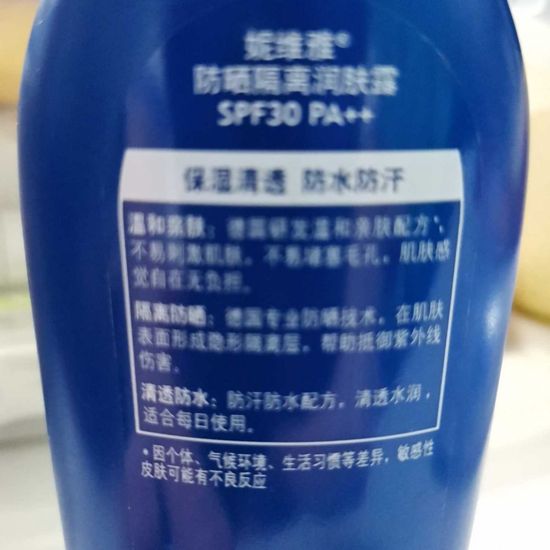 妮维雅®
防晒隔离润肤露
SPF30 PA++
保湿清透 防水防汗
温和亲肤：德国研发温和亲肤配方*，
不易刺激肌肤，不易堵塞毛孔，肌肤感
觉自在无负担。
隔离防晒：德国专业防晒技术，在肌肤
表面形成隐形隔离层，帮助抵御紫外线
伤害。
清透防水：防汗防水配方，清透水润，
适合每日使用。
*因个体、气候环境、生活习惯等差异，敏感性
皮肤可能有不良反应